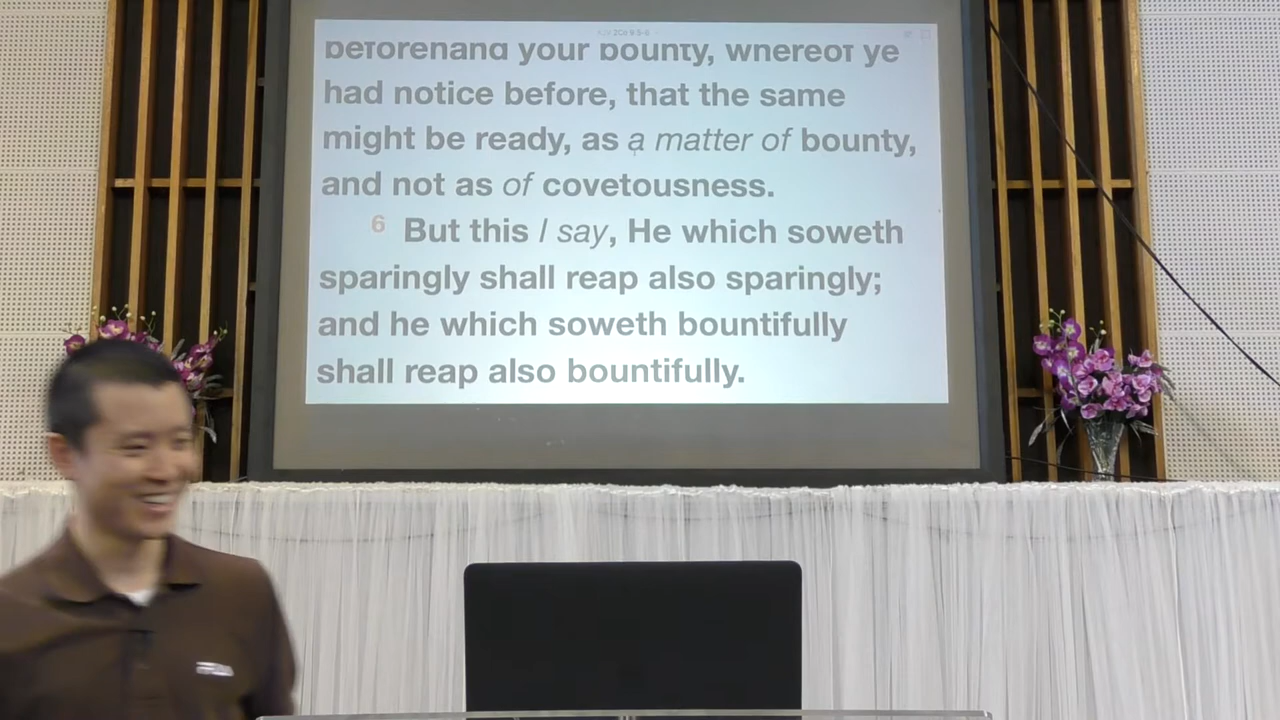 beforehand your bounty, whereof ye
had notice before, that the same
might be ready, as a matter of bounty,
and not as of covetousness.
6 But this I say, He which soweth
sparingly shall reap also sparingly;
and he which soweth bountifully
shall reap also bountifully.